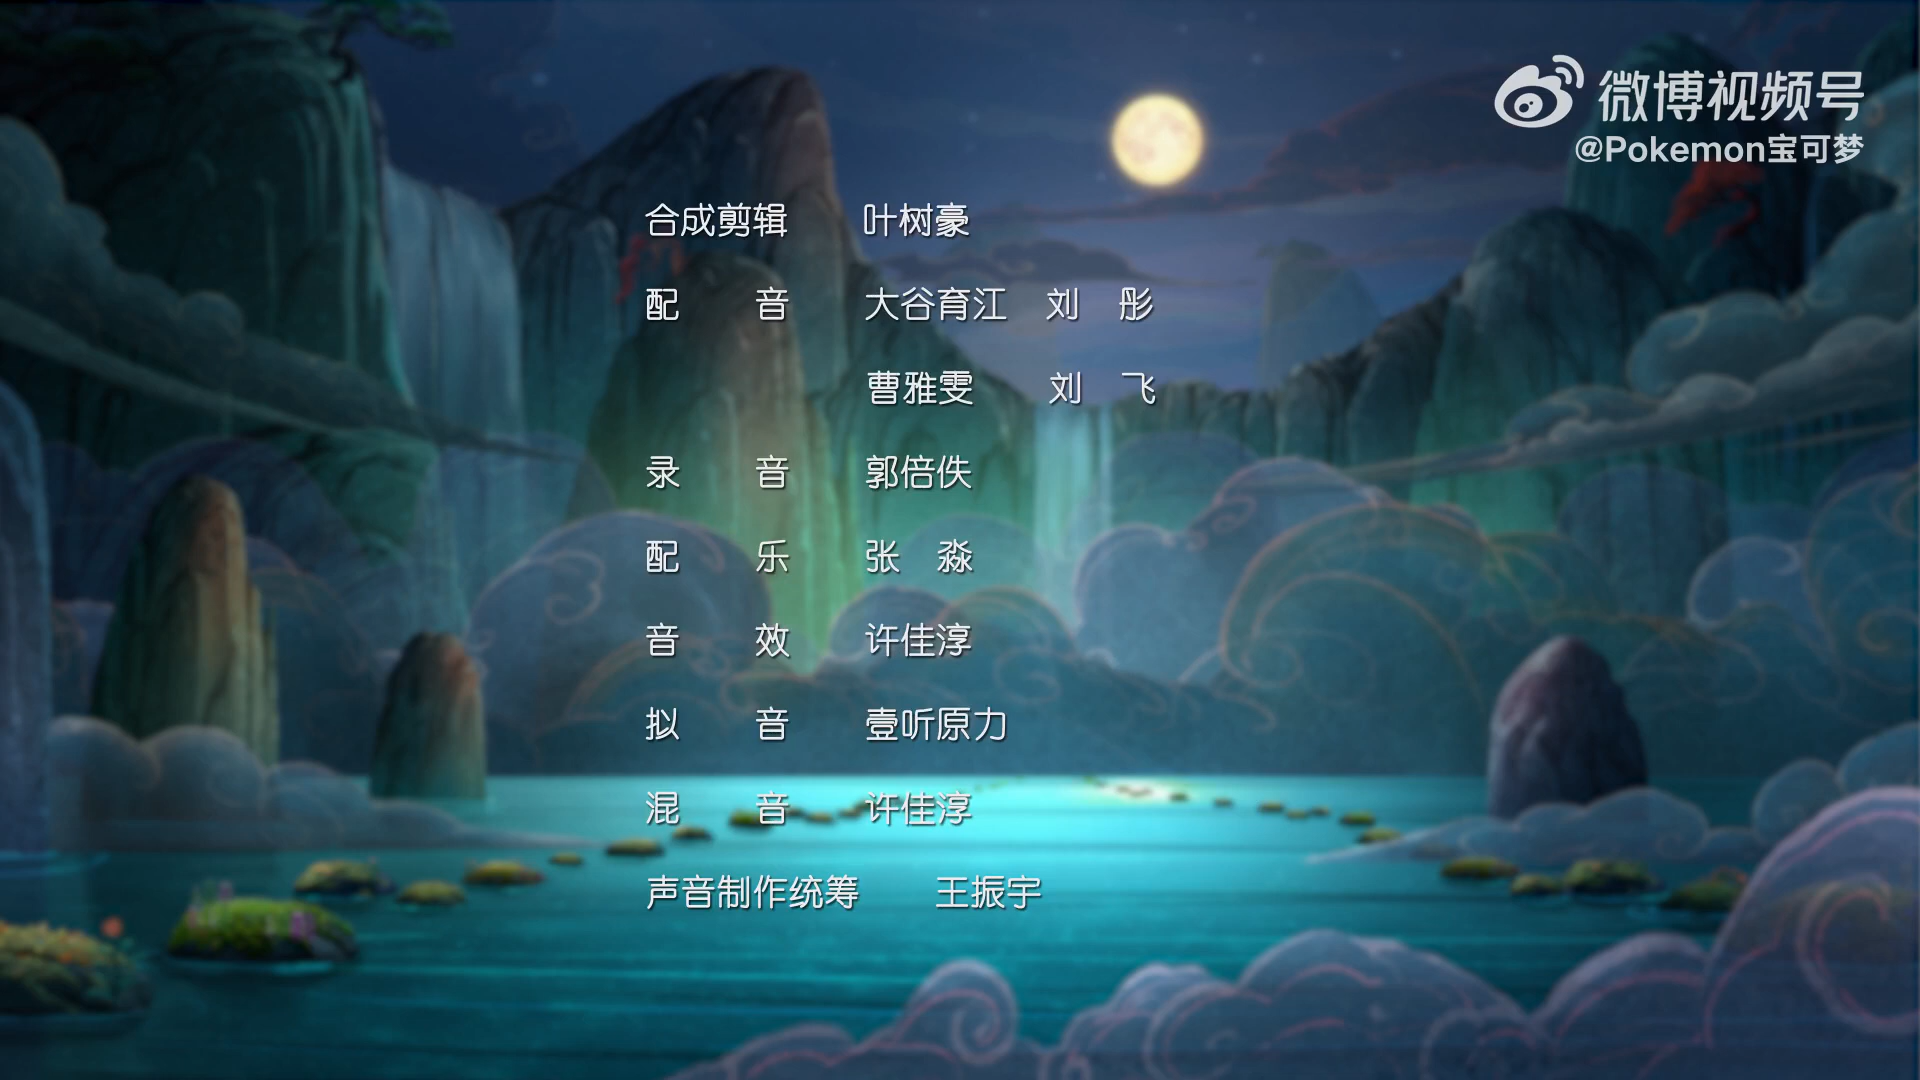 微博视频号
@Pokemon宝可梦
合成剪辑 叶树豪
配 音 大谷育江 刘 彤
曹雅雯 刘 飞
录 音 郭倍佚
配 乐 张 淼
音 效 许佳淳
拟 音 壹听原力
混 音 许佳淳
声音制作统筹 王振宇